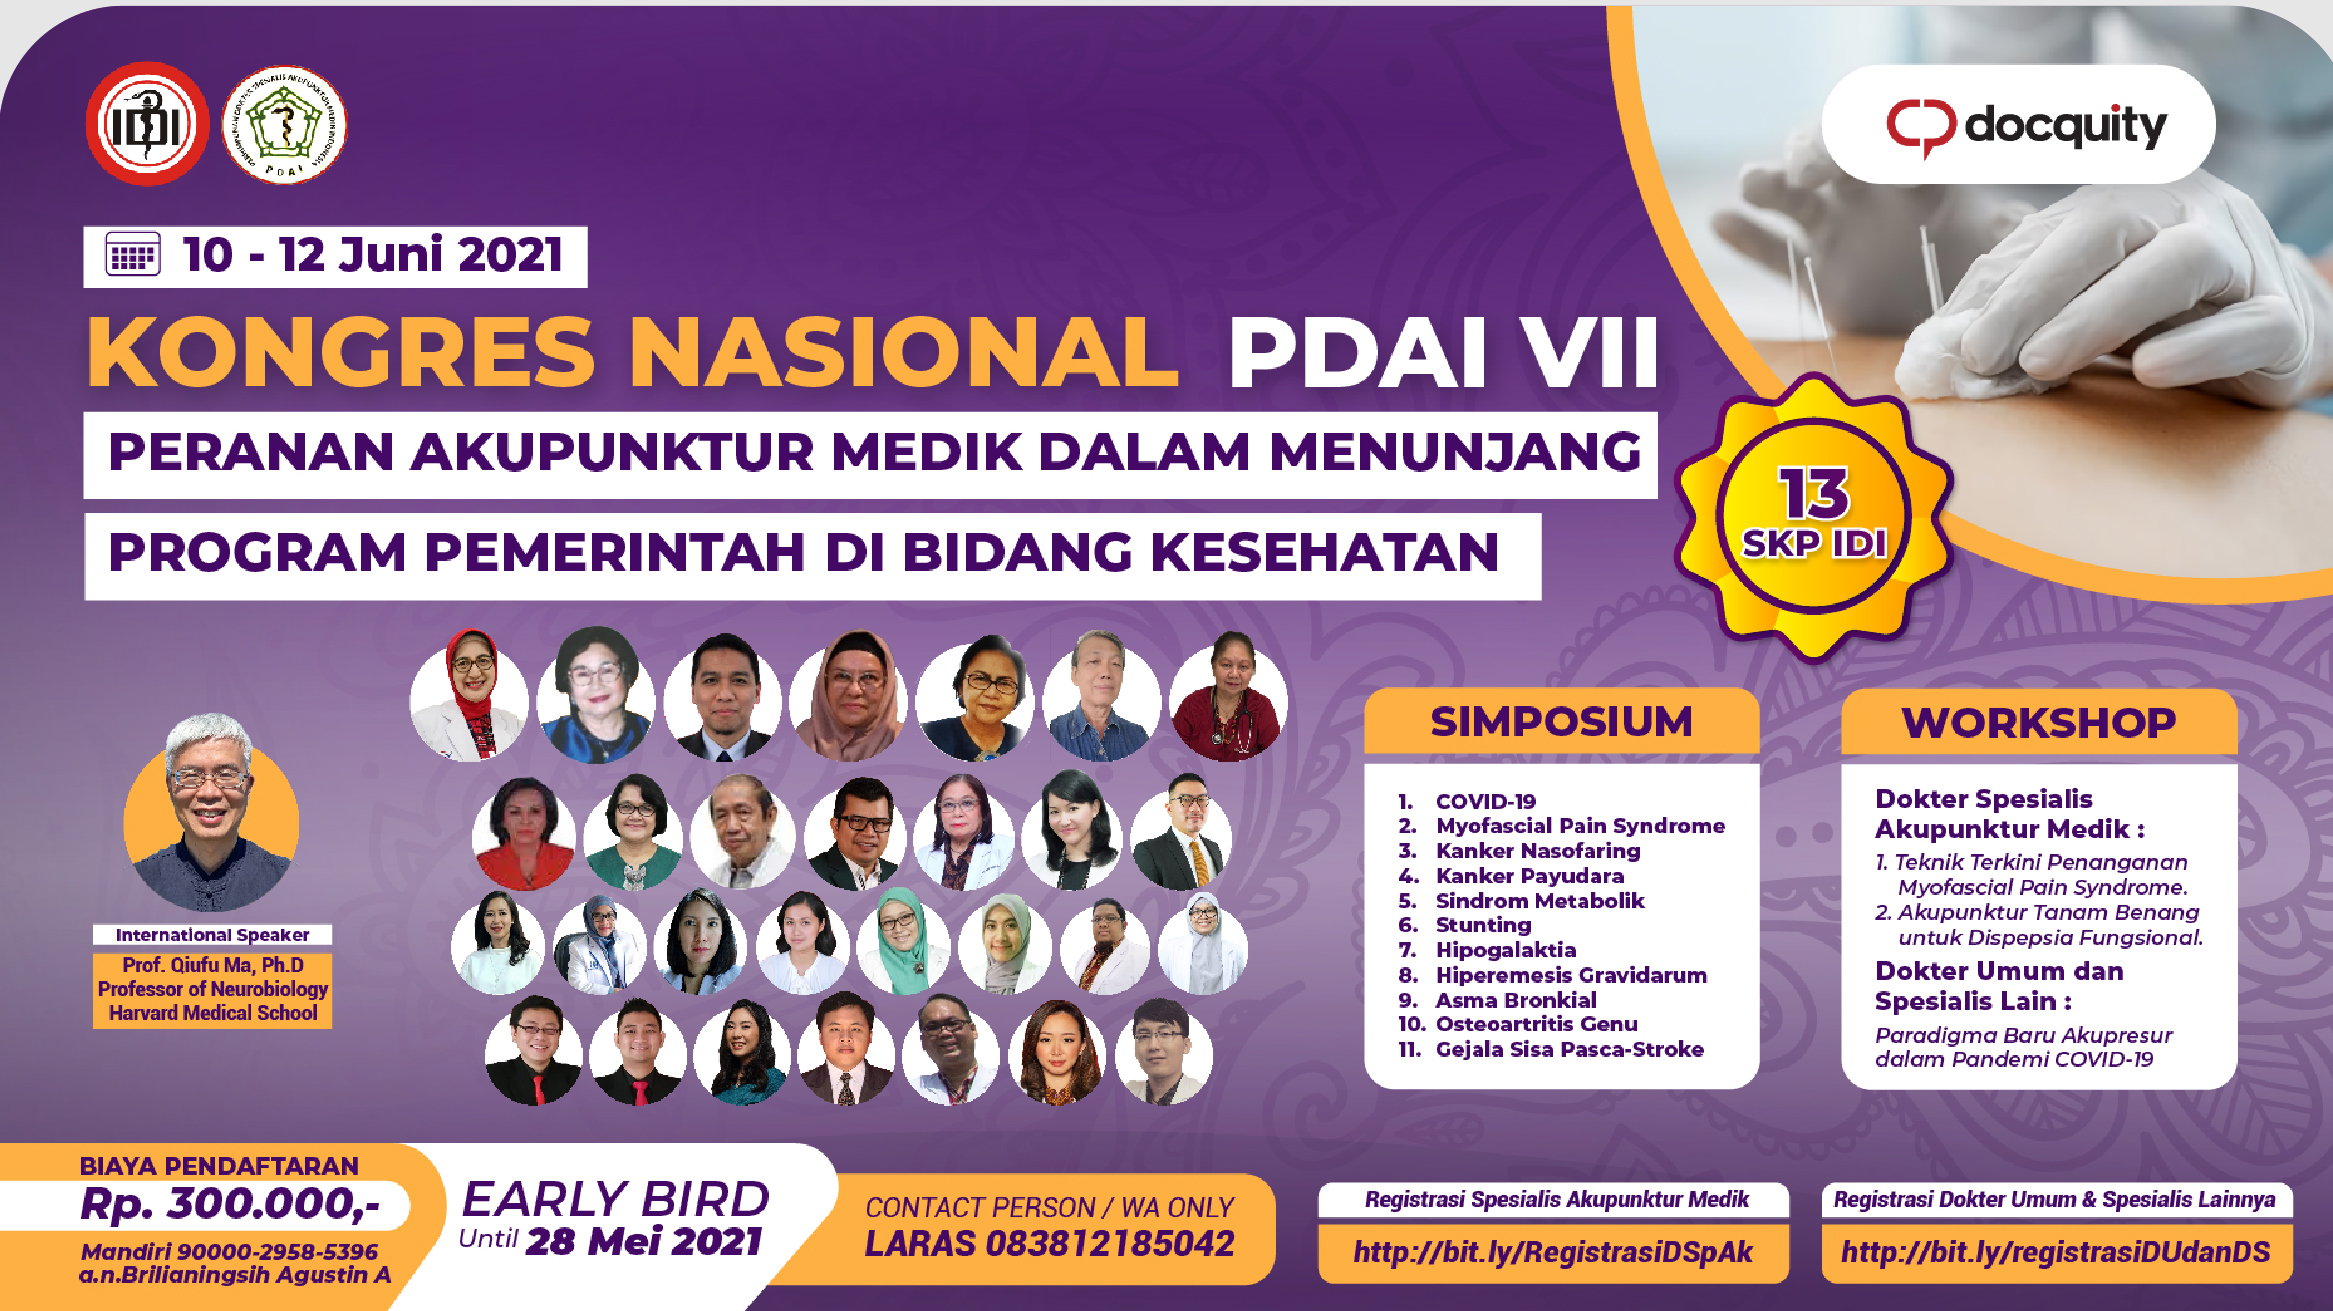 IDI
PERHIMPUNAN DOKTER SPESIALIS AKUPUNKTUR MEDIK INDONESIA
PDAI
docquity
10 - 12 Juni 2021
KONGRES NASIONAL PDAI VII
PERANAN AKUPUNKTUR MEDIK DALAM MENUNJANG
PROGRAM PEMERINTAH DI BIDANG KESEHATAN
13
SKP IDI
International Speaker
Prof. Qiufu Ma, Ph.D
Professor of Neurobiology
Harvard Medical School
SIMPOSIUM
1. COVID-19
2. Myofascial Pain Syndrome
3. Kanker Nasofaring
4. Kanker Payudara
5. Sindrom Metabolik
6. Stunting
7. Hipogalaktia
8. Hiperemesis Gravidarum
9. Asma Bronkial
10. Osteoartritis Genu
11. Gejala Sisa Pasca-Stroke
WORKSHOP
Dokter Spesialis
Akupunktur Medik :
1. Teknik Terkini Penanganan
Myofascial Pain Syndrome.
2. Akupunktur Tanam Benang
untuk Dispepsia Fungsional.
Dokter Umum dan
Spesialis Lain :
Paradigma Baru Akupresur
dalam Pandemi COVID-19
BIAYA PENDAFTARAN
Rp. 300.000,-
Mandiri 90000-2958-5396
a.n.Brilianingsih Agustin A
EARLY BIRD
Until 28 Mei 2021
CONTACT PERSON / WA ONLY
LARAS 083812185042
Registrasi Spesialis Akupunktur Medik
http://bit.ly/RegistrasiDSpAk
Registrasi Dokter Umum & Spesialis Lainnya
http://bit.ly/registrasiDUdanDS